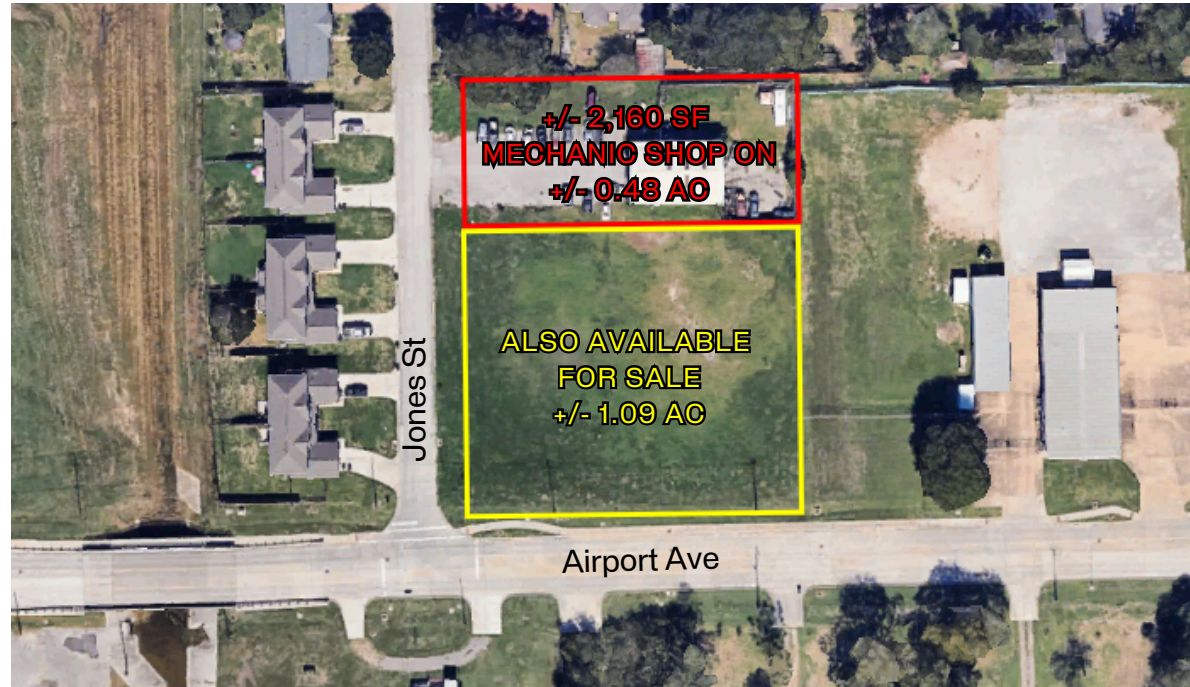 +/- 2,160 SF
MECHANIC SHOP ON
+/- 0.48 AC
ALSO AVAILABLE
FOR SALE
+/- 1.09 AC
Jones St
Airport Ave